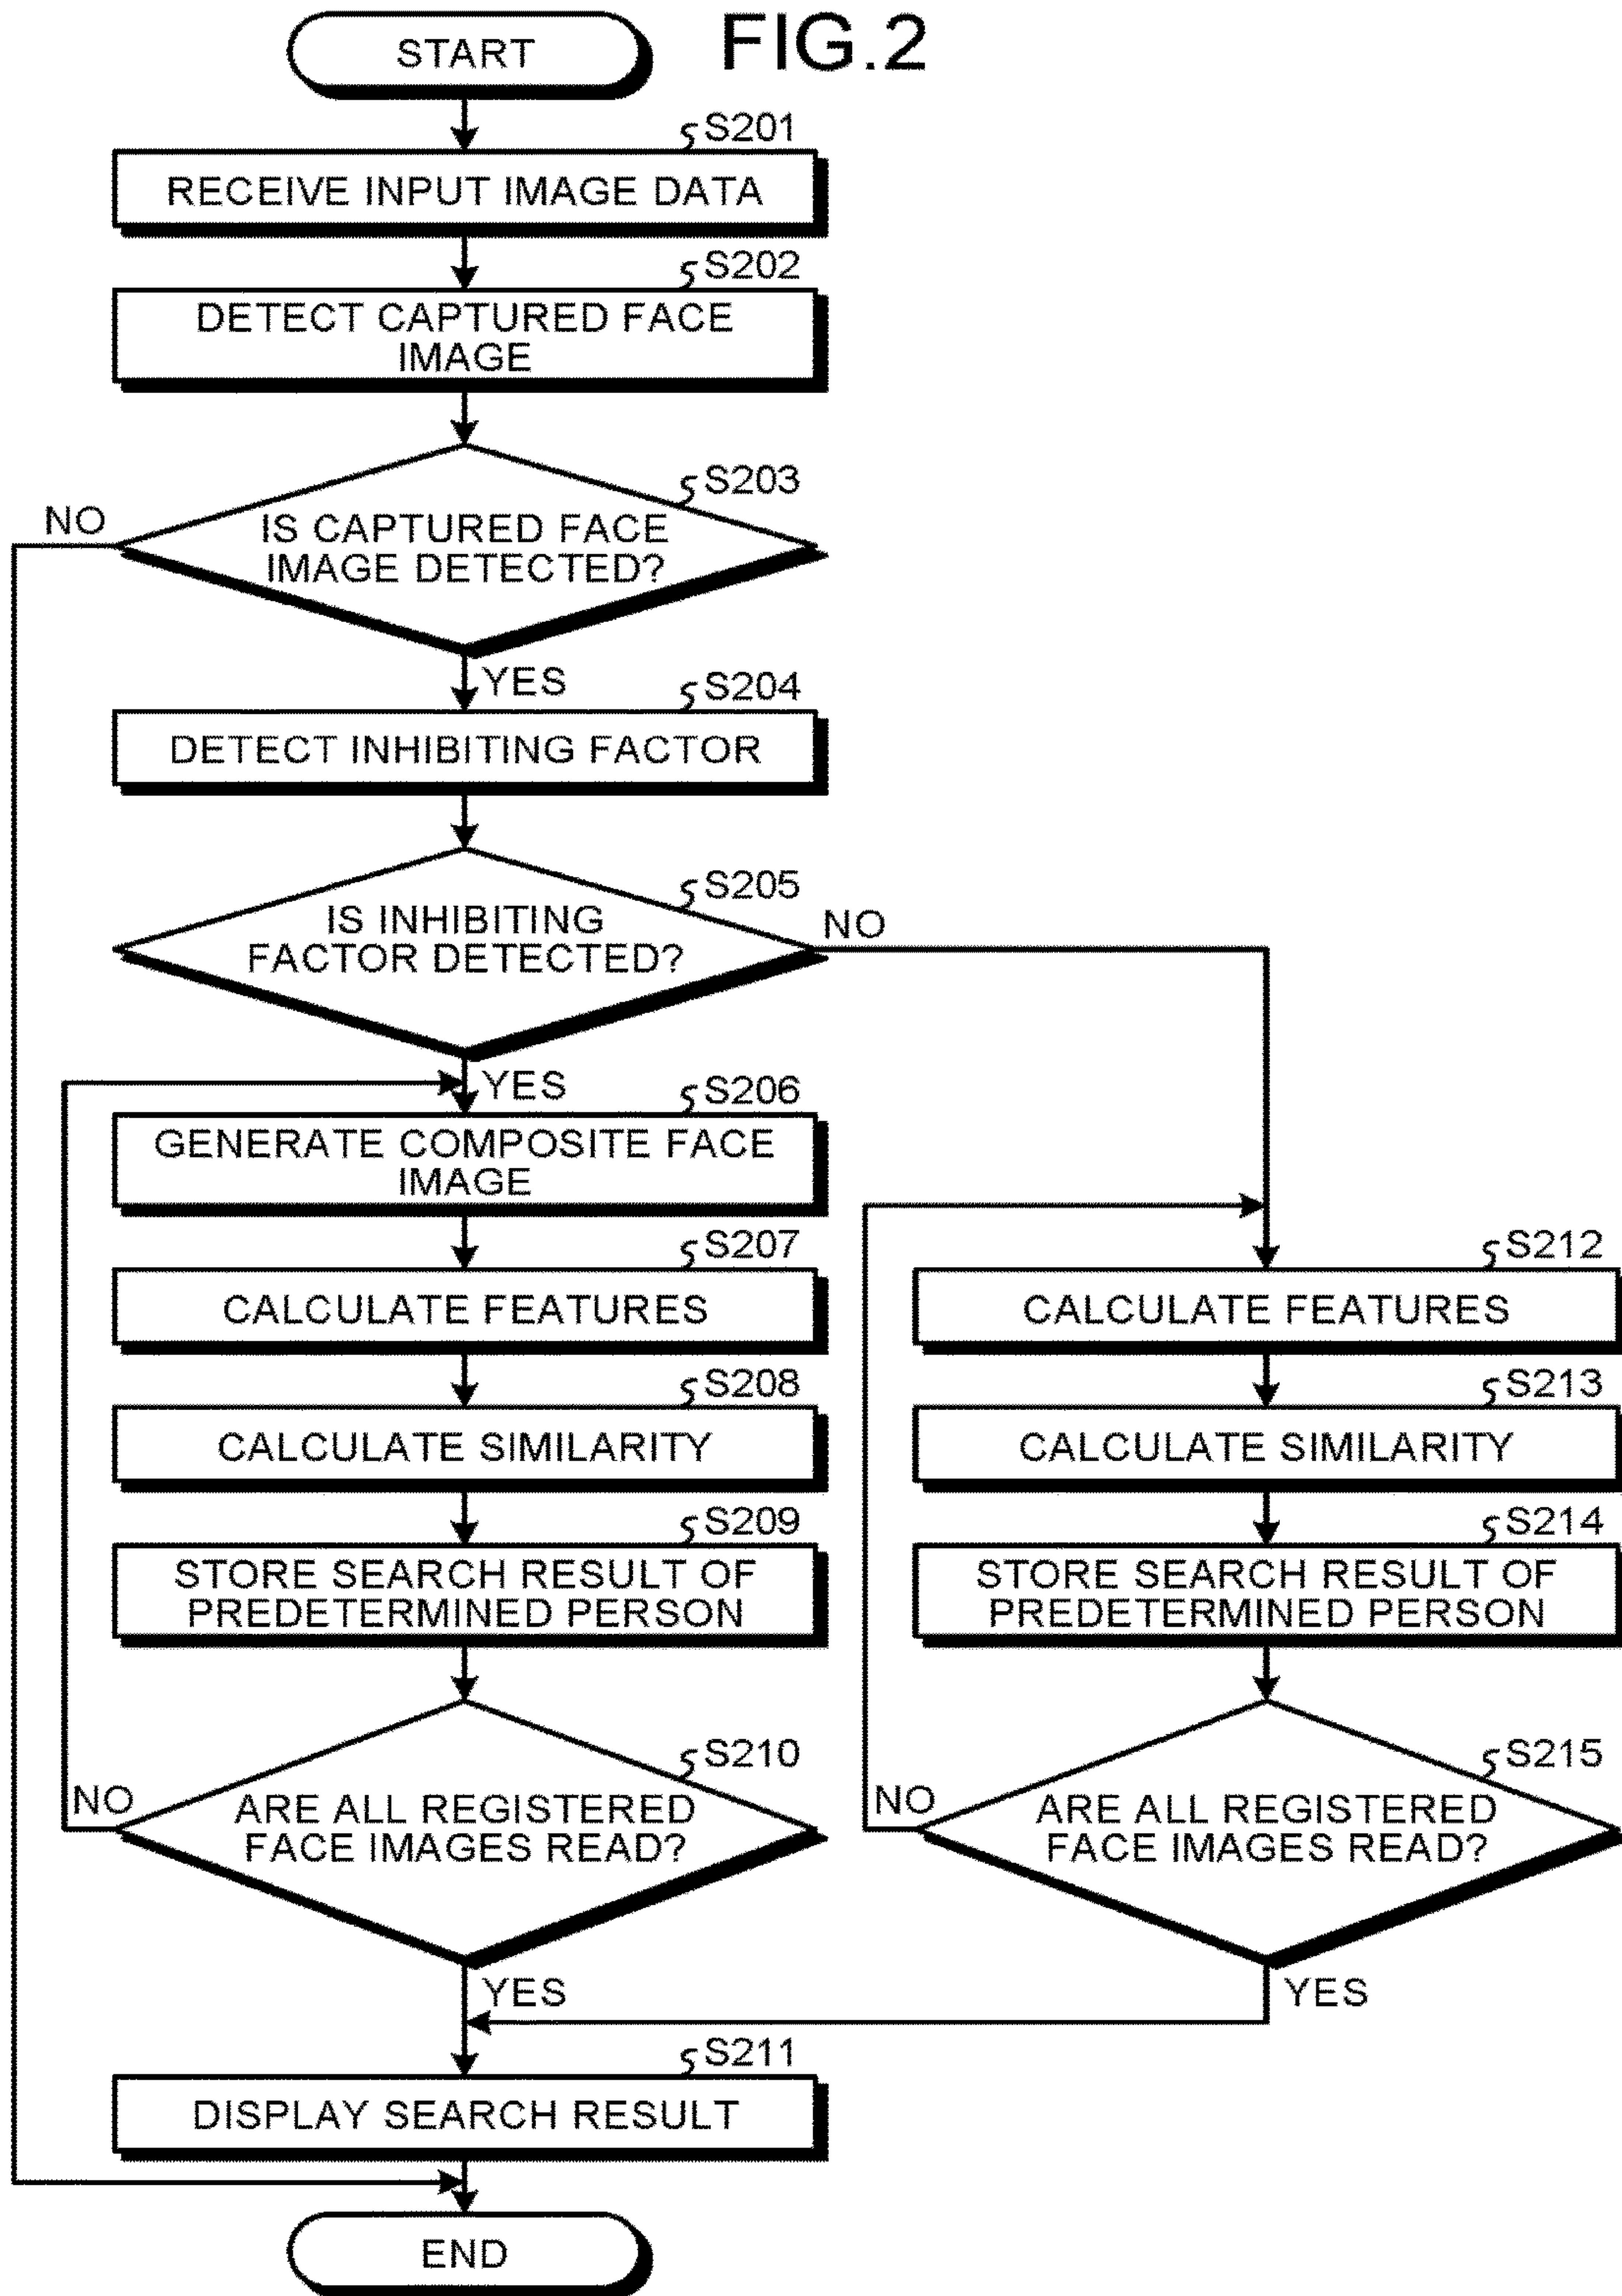 FIG.2
START
S201
RECEIVE INPUT IMAGE DATA
S202
DETECT CAPTURED FACE
IMAGE
S203
NO
IS CAPTURED FACE
IMAGE DETECTED?
YES
S204
DETECT INHIBITING FACTOR
S205
IS INHIBITING
FACTOR DETECTED?
NO
YES
S206
GENERATE COMPOSITE FACE
IMAGE
S207
CALCULATE FEATURES
S208
CALCULATE SIMILARITY
S209
STORE SEARCH RESULT OF
PREDETERMINED PERSON
S210
NO
ARE ALL REGISTERED
FACE IMAGES READ?
YES
S212
CALCULATE FEATURES
S213
CALCULATE SIMILARITY
S214
STORE SEARCH RESULT OF
PREDETERMINED PERSON
S215
NO
ARE ALL REGISTERED
FACE IMAGES READ?
YES
S211
DISPLAY SEARCH RESULT
END